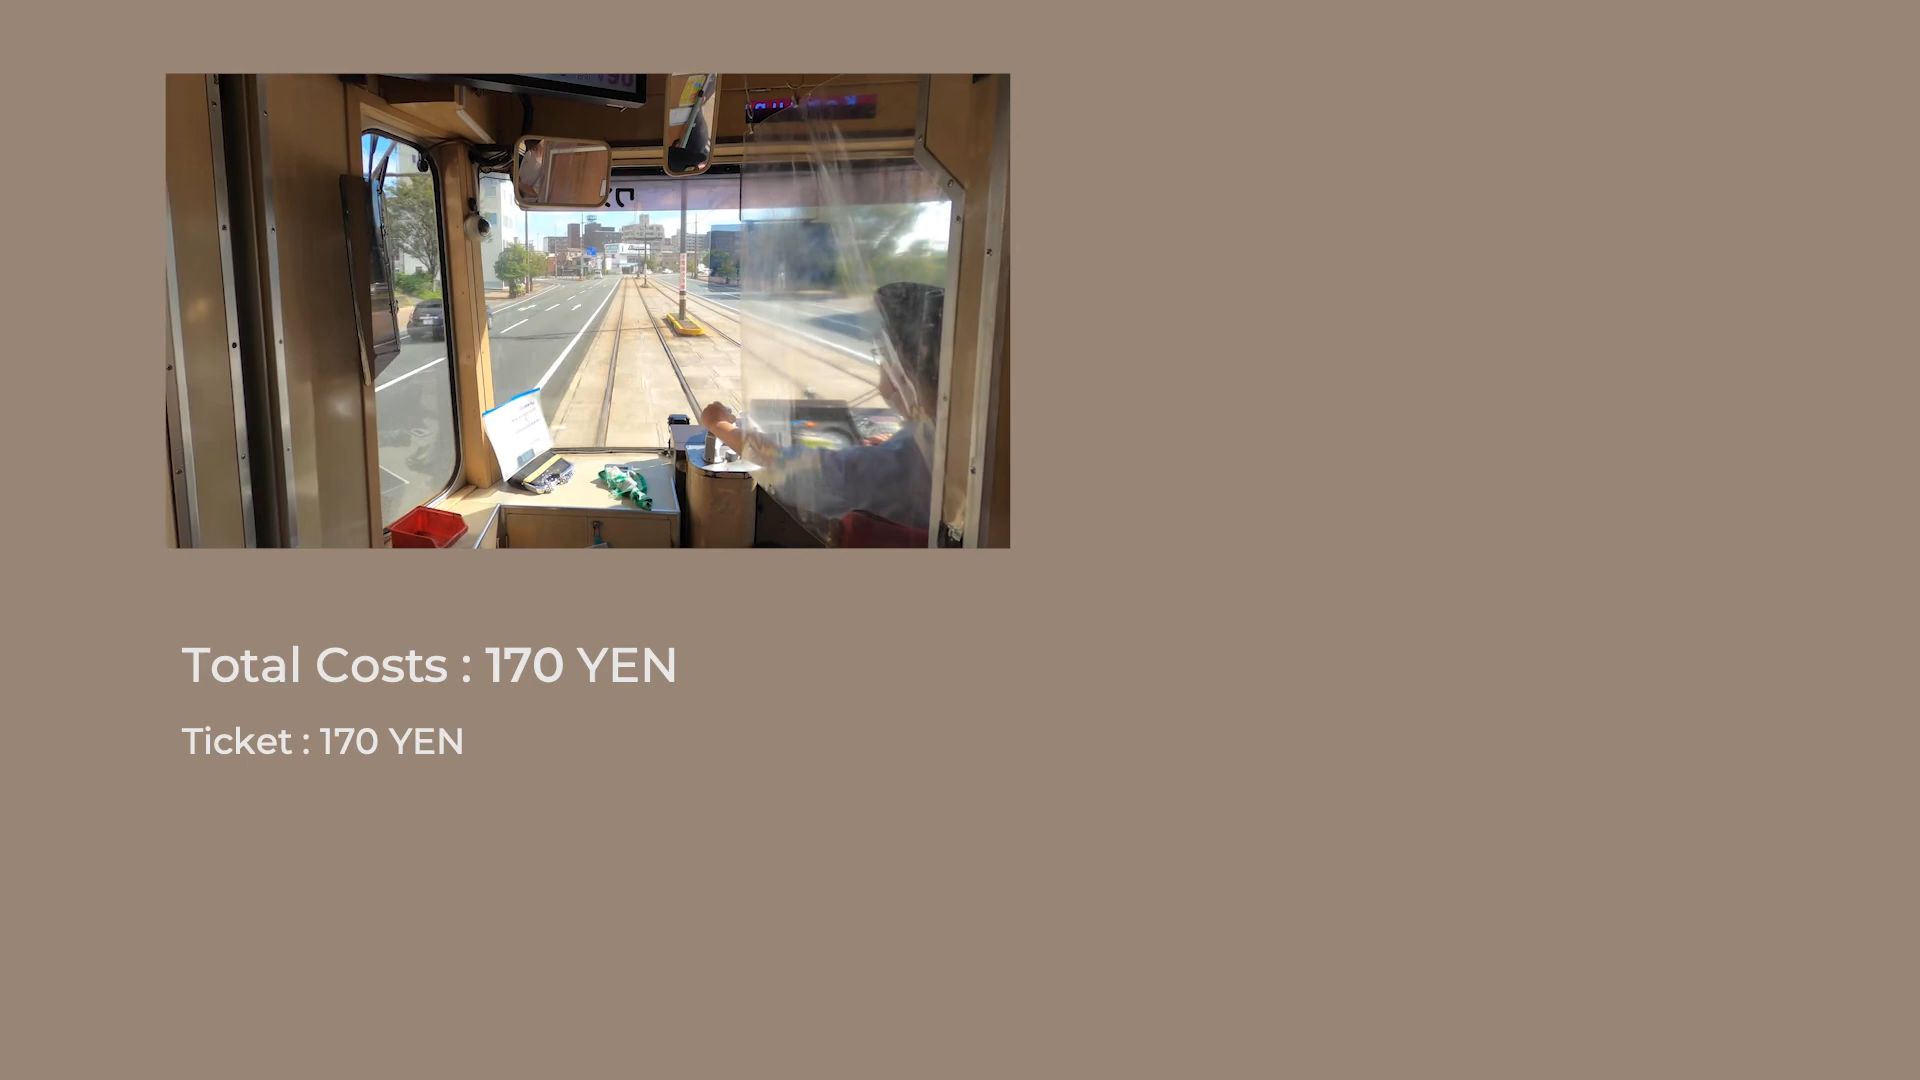 Total Costs : 170 YEN
Ticket : 170 YEN